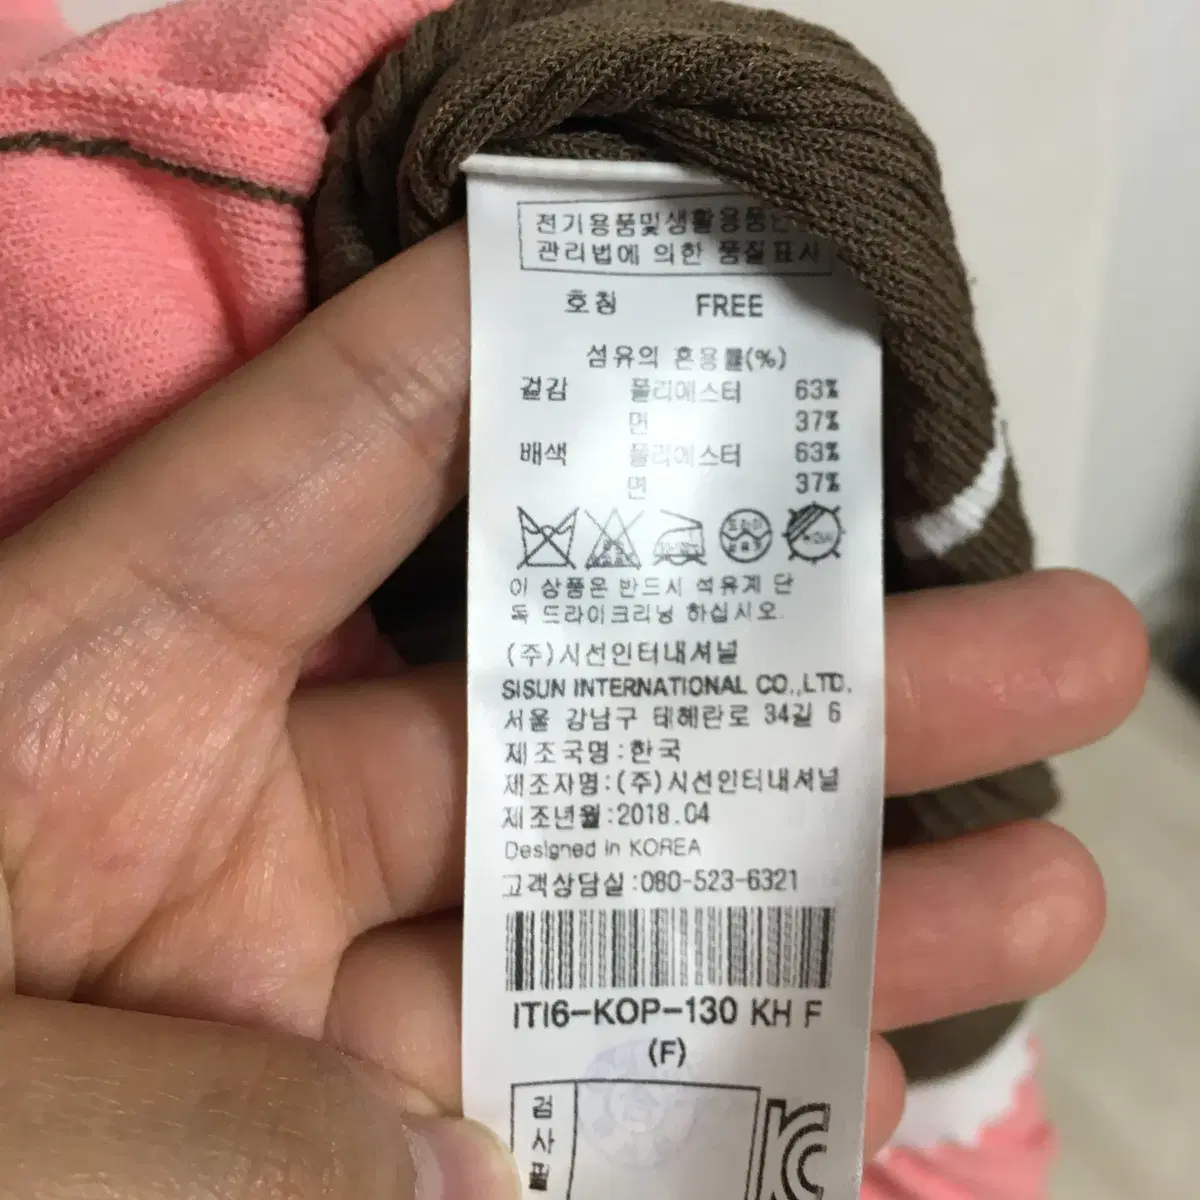 전기용품및생활용품안
관리법에 의한 품질표시
호칭 FREE
섬유의 혼용률(%)
겉감 폴리에스터 63%
면 37%
배색 폴리에스터 63%
면 37%
이 상품은 반드시 석유계 단
독 드라이크리닝 하십시오.
(주)시선인터내셔널
SISUN INTERNATIONAL CO.,LTD.
서울 강남구 테헤란로 34길 6
제조국명:한국
제조자명:(주)시선인터내셔널
제조년월:2018.04
Designed in KOREA
고객상담실:080-523-6321
ITI6-KOP-130 KH F
(F)
검사필